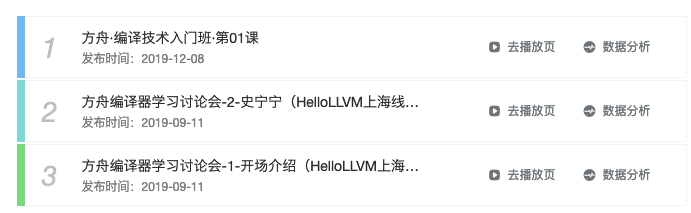 1
方舟·编译技术入门班·第01课
发布时间：2019-12-08
去播放页
数据分析
2
方舟编译器学习讨论会-2-史宁宁（HelloLLVM上海线...
发布时间：2019-09-11
去播放页
数据分析
3
方舟编译器学习讨论会-1-开场介绍（HelloLLVM上海...
发布时间：2019-09-11
去播放页
数据分析